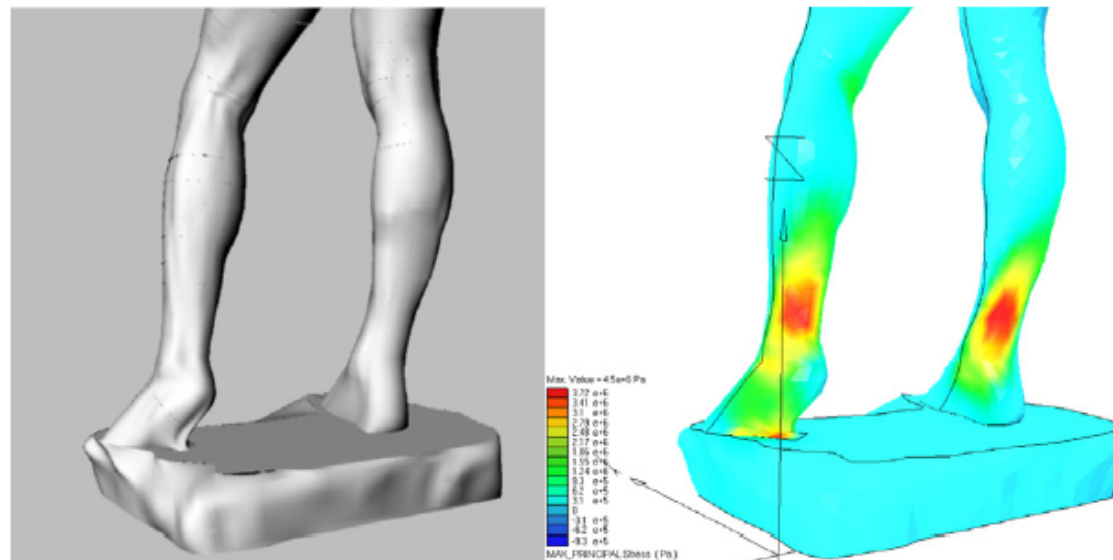 Max. Value = 4.5e+6 Pa
3.72 e+6
3.41 e+6
3.1 e+6
2.79 e+6
2.48 e+6
2.17 e+6
1.86 e+6
1.55 e+6
1.24 e+6
9.3 e+5
6.2 e+5
3.1 e+5
0
-3.1 e+5
-6.2 e+5
-9.3 e+5
MAX_PRINCIPAL Stress ( Pa )